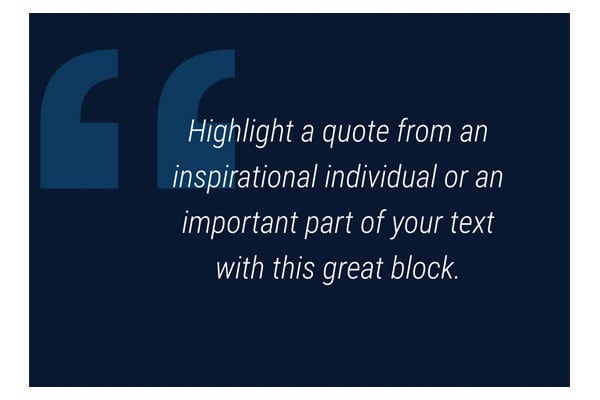 Highlight a quote from an
inspirational individual or an
important part of your text
with this great block.